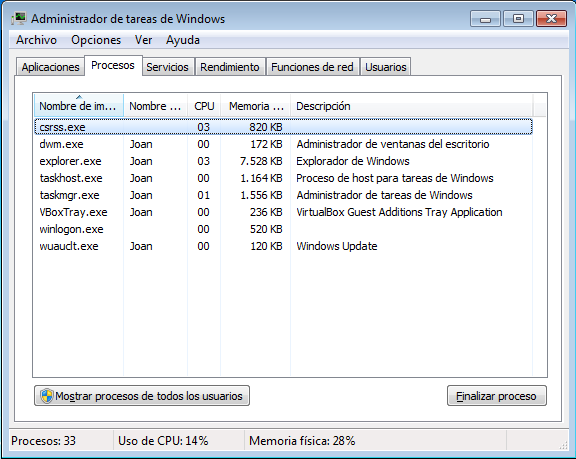 Administrador de tareas de Windows
Archivo Opciones Ver Ayuda
Aplicaciones Procesos Servicios Rendimiento Funciones de red Usuarios
Nombre de im... Nombre ... CPU Memoria ... Descripción
csrss.exe 03 820 KB
dwm.exe Joan 00 172 KB Administrador de ventanas del escritorio
explorer.exe Joan 03 7.528 KB Explorador de Windows
taskhost.exe Joan 00 1.164 KB Proceso de host para tareas de Windows
taskmgr.exe Joan 01 1.556 KB Administrador de tareas de Windows
VBoxTray.exe Joan 00 236 KB VirtualBox Guest Additions Tray Application
winlogon.exe 00 520 KB
wuauclt.exe Joan 00 120 KB Windows Update
Mostrar procesos de todos los usuarios Finalizar proceso
Procesos: 33 Uso de CPU: 14% Memoria física: 28%